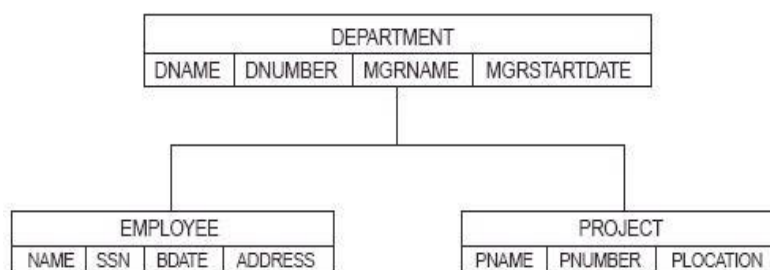 DEPARTMENT
DNAME DNUMBER MGRNAME MGRSTARTDATE
EMPLOYEE
NAME SSN BDATE ADDRESS
PROJECT
PNAME PNUMBER PLOCATION